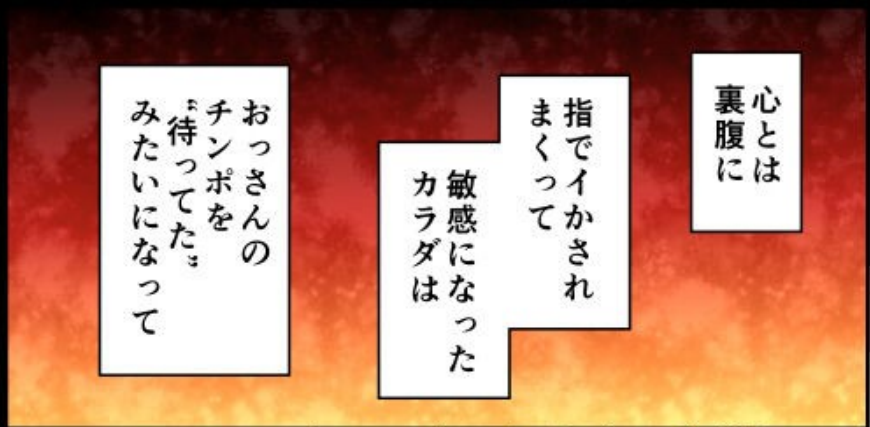 心とは
裏腹に
指でイかされ
まくって
敏感になった
カラダは
おっさんの
チンポを
“待ってた”
みたいになって